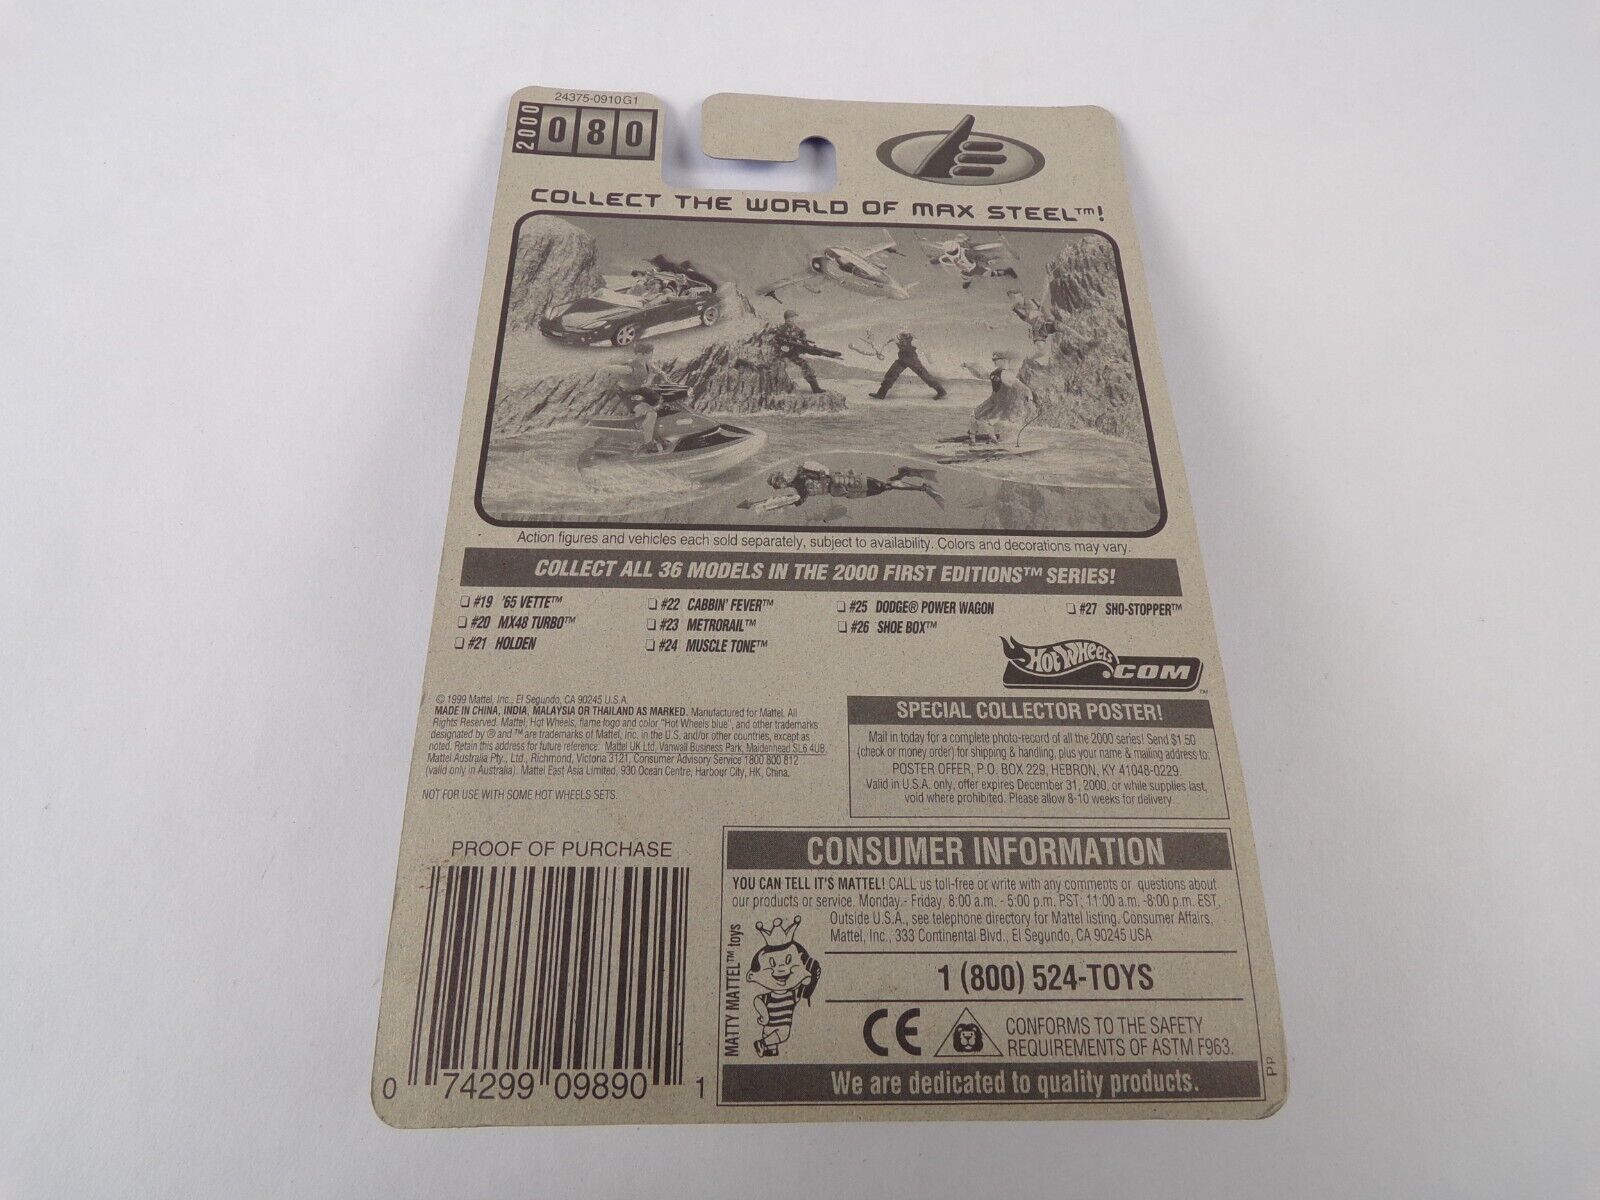 24375-0910G1
2000
080
COLLECT THE WORLD OF MAX STEEL™!
Action figures and vehicles each sold separately, subject to availability. Colors and decorations may vary.
COLLECT ALL 36 MODELS IN THE 2000 FIRST EDITIONS™ SERIES!
❏ #19 '65 VETTE™
❏ #20 MX48 TURBO™
❏ #21 HOLDEN
❏ #22 CABBIN' FEVER™
❏ #23 METRORAIL™
❏ #24 MUSCLE TONE™
❏ #25 DODGE® POWER WAGON
❏ #26 SHOE BOX™
❏ #27 SHO-STOPPER™
Hot Wheels .COM™
© 1999 Mattel, Inc., El Segundo, CA 90245 U.S.A.
MADE IN CHINA, INDIA, MALAYSIA OR THAILAND AS MARKED. Manufactured for Mattel. All
Rights Reserved. Mattel, Hot Wheels, flame logo and color "Hot Wheels blue", and other trademarks
designated by ® and ™ are trademarks of Mattel, Inc. in the U.S. and/or other countries, except as
noted. Retain this address for future reference: Mattel UK Ltd, Vanwall Business Park, Maidenhead SL6 4UB.
Mattel Australia Pty., Ltd., Richmond, Victoria 3121, Consumer Advisory Service 1800 800 812
(valid only in Australia). Mattel East Asia Limited, 930 Ocean Centre, Harbour City, HK, China.
NOT FOR USE WITH SOME HOT WHEELS SETS.
SPECIAL COLLECTOR POSTER!
Mail in today for a complete photo-record of all the 2000 series! Send $1.50
(check or money order) for shipping & handling, plus your name & mailing address to:
POSTER OFFER, P.O. BOX 229, HEBRON, KY 41048-0229.
Valid in U.S.A. only, offer expires December 31, 2000, or while supplies last,
void where prohibited. Please allow 8-10 weeks for delivery.
PROOF OF PURCHASE
0 74299 09890 1
CONSUMER INFORMATION
YOU CAN TELL IT'S MATTEL! CALL us toll-free or write with any comments or questions about
our products or service. Monday - Friday, 8:00 a.m. - 5:00 p.m. PST; 11:00 a.m. -8:00 p.m. EST.
Outside U.S.A., see telephone directory for Mattel listing. Consumer Affairs,
Mattel, Inc., 333 Continental Blvd., El Segundo, CA 90245 USA
1 (800) 524-TOYS
MATTY MATTEL™ toys
CE
CONFORMS TO THE SAFETY
REQUIREMENTS OF ASTM F963.
We are dedicated to quality products.
PP